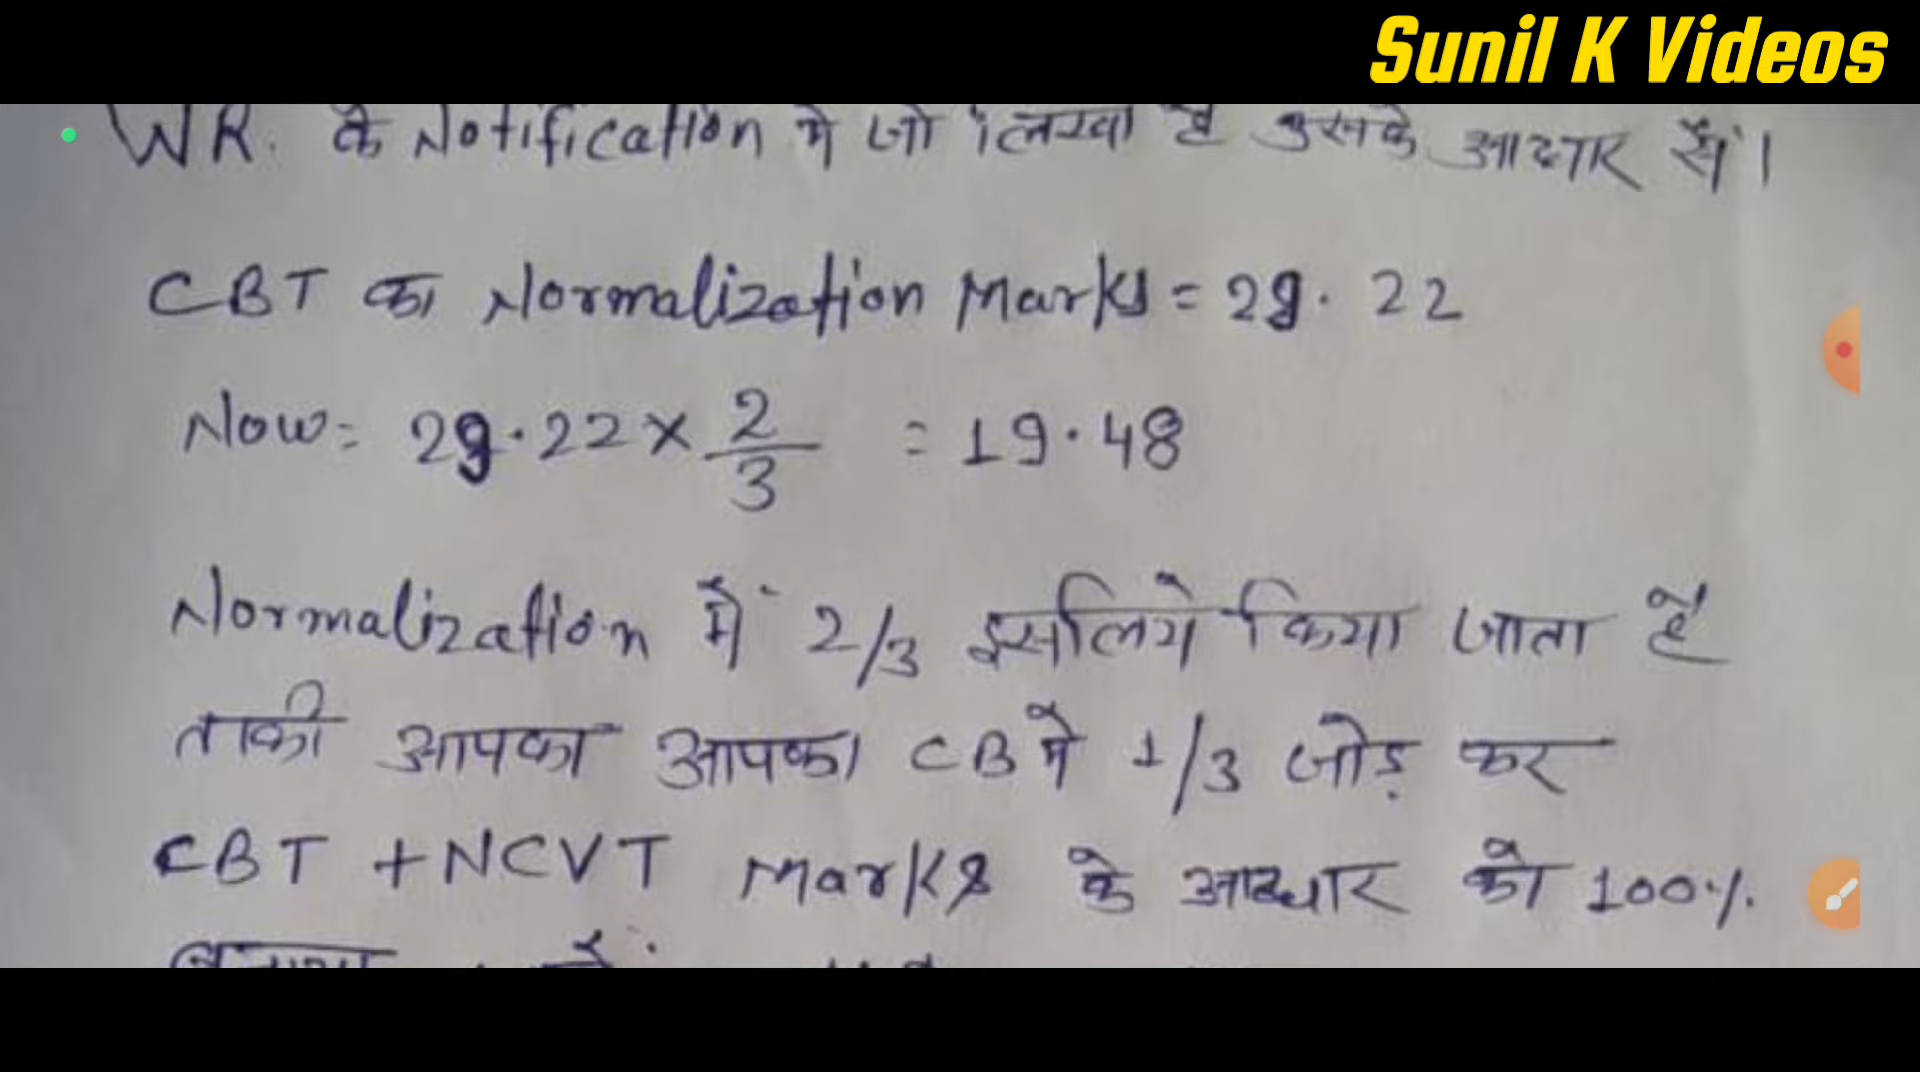 Sunil K Videos
WR. के Notification मे जो लिखा है उसके आधार से।
CBT का Normalization Marks = 29.22
Now = 29.22 × 2/3 = 19.48
Normalization में 2/3 इसलिये किया जाता है
ताकी आपका आपका CB मे 1/3 जोड़ कर
CBT + NCVT Marks के आधार को 100%